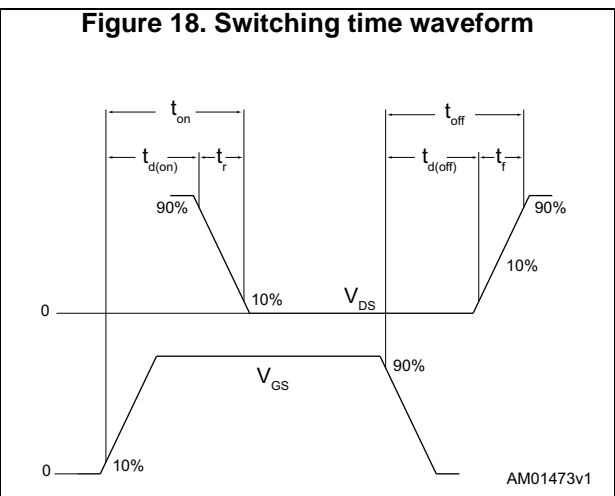 Figure 18. Switching time waveform
t_on
t_off
t_d(on)
t_r
t_d(off)
t_f
90%
90%
10%
10%
V_DS
0
90%
V_GS
10%
0
AM01473v1